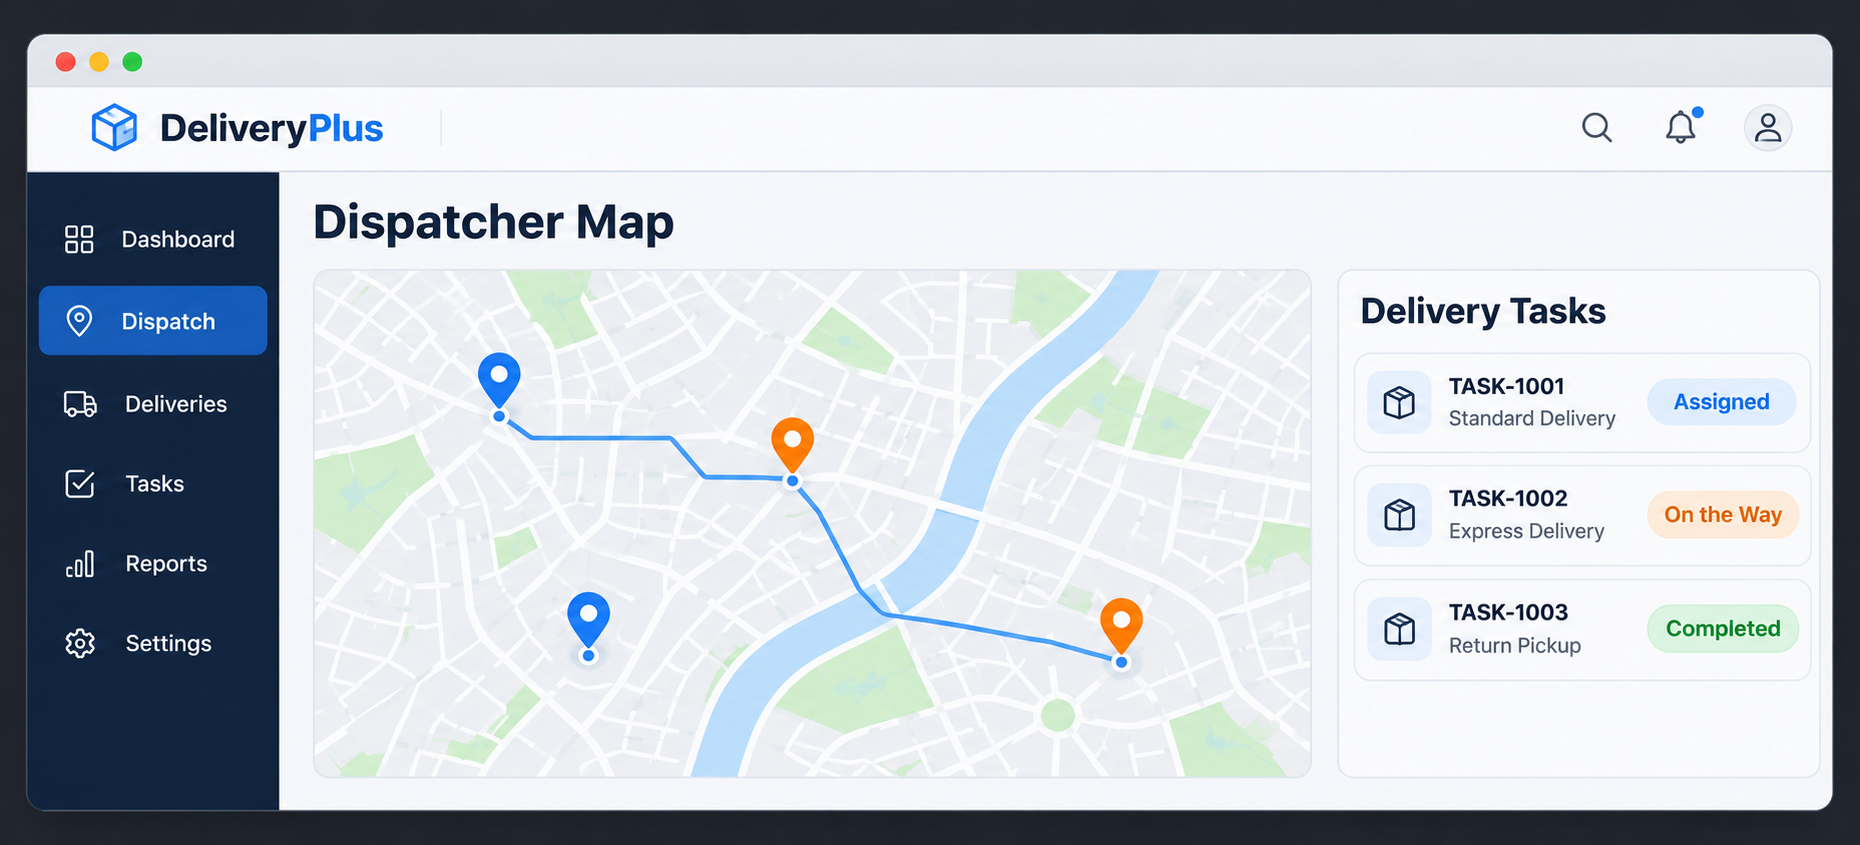 DeliveryPlus
Dashboard
Dispatch
Deliveries
Tasks
Reports
Settings
Dispatcher Map
Delivery Tasks
TASK-1001
Standard Delivery
Assigned
TASK-1002
Express Delivery
On the Way
TASK-1003
Return Pickup
Completed